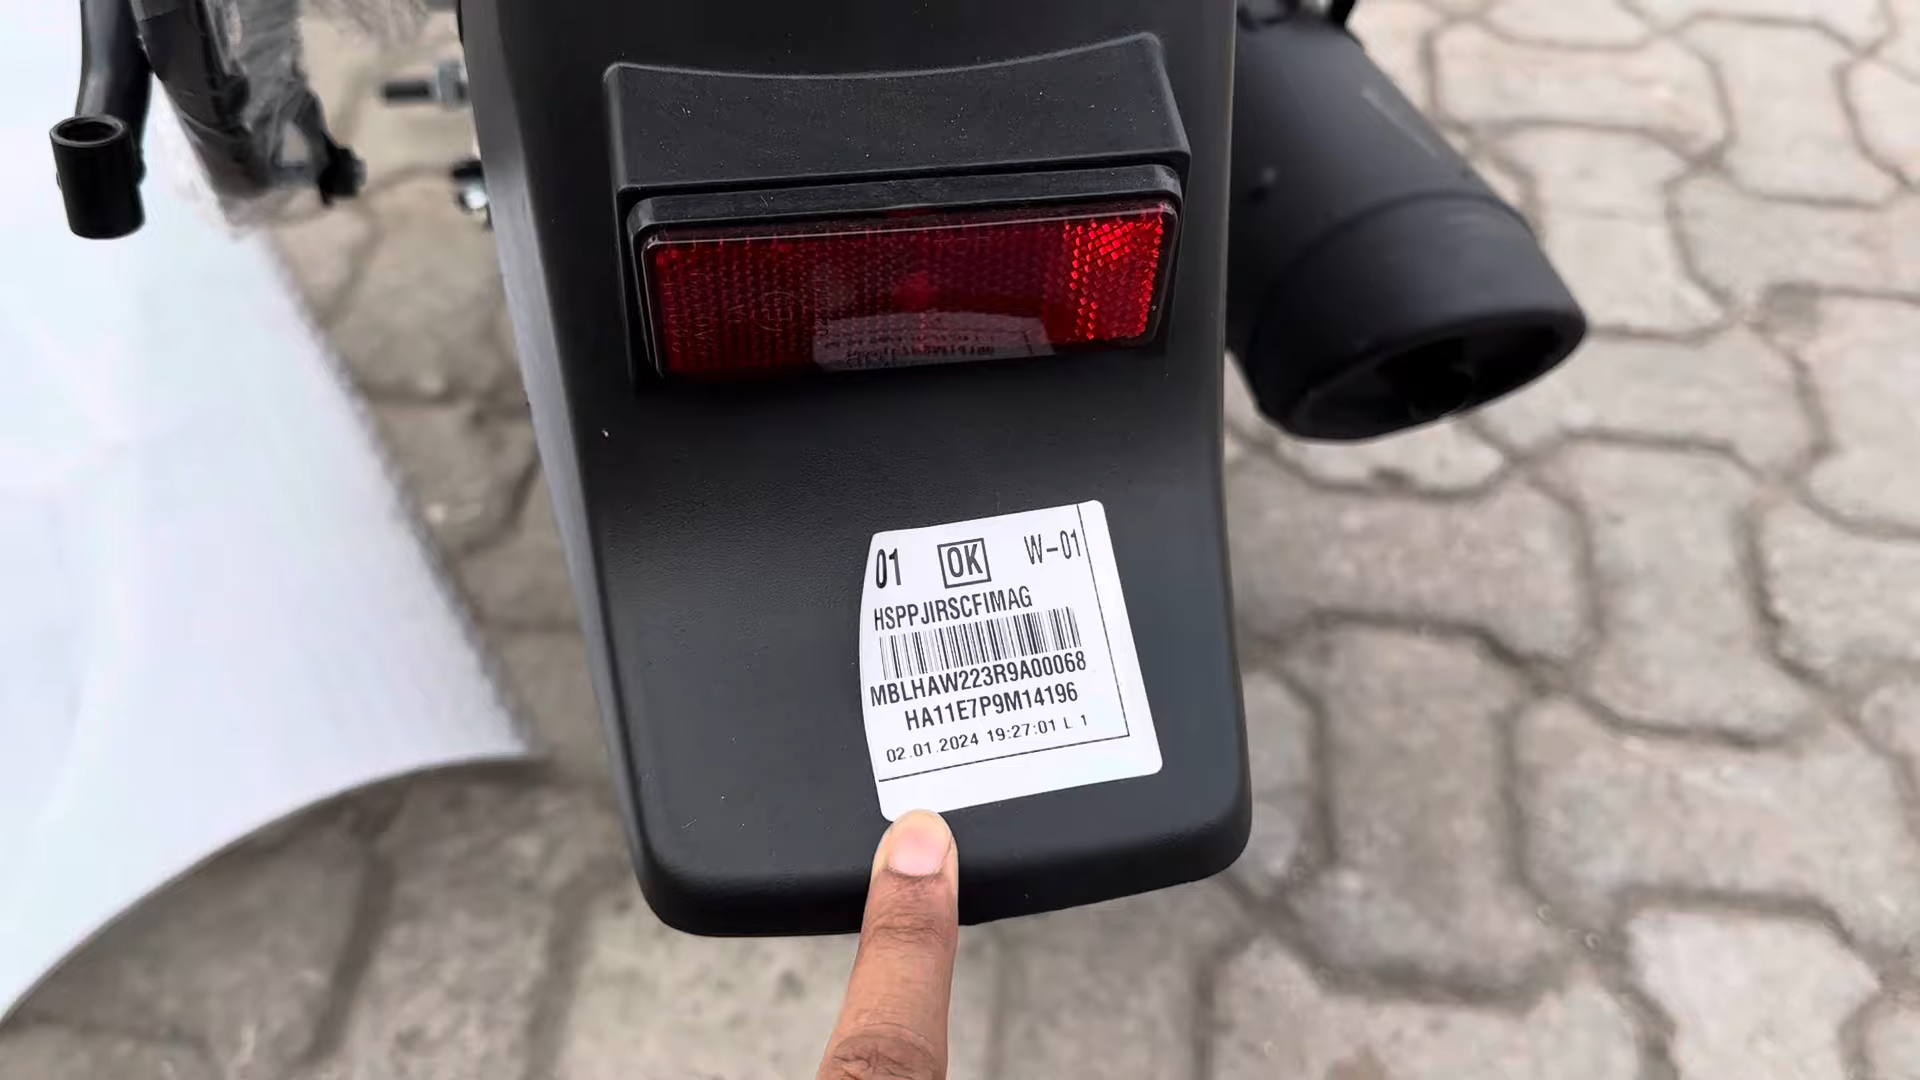 01 OK W-01
HSPPJIRSCFIMAG
MBLHAW223R9A00068
HA11E7P9M14196
02.01.2024 19:27:01 L 1